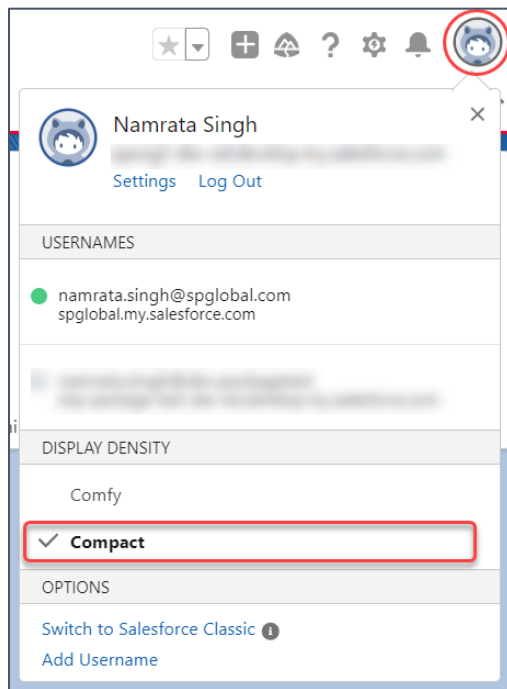 Namrata Singh
Settings Log Out
USERNAMES
namrata.singh@spglobal.com
spglobal.my.salesforce.com
DISPLAY DENSITY
Comfy
Compact
OPTIONS
Switch to Salesforce Classic
Add Username